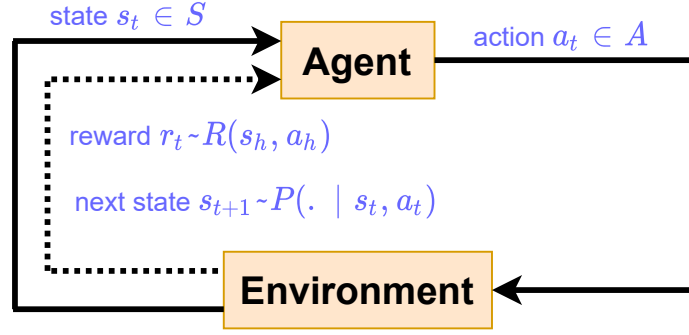 state s_t ∈ S
Agent
action a_t ∈ A
reward r_t ~ R(s_h, a_h)
next state s_{t+1} ~ P(. | s_t, a_t)
Environment